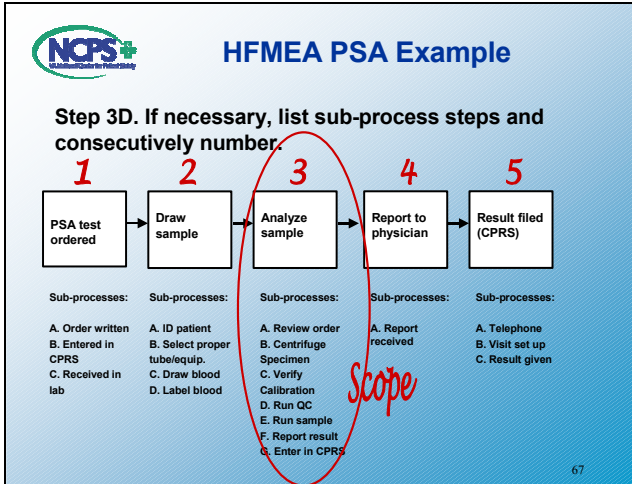 NCPS
HFMEA PSA Example
Step 3D. If necessary, list sub-process steps and
consecutively number.
1
2
3
4
5
PSA test
ordered
Draw
sample
Analyze
sample
Report to
physician
Result filed
(CPRS)
Sub-processes:
A. Order written
B. Entered in
CPRS
C. Received in
lab
Sub-processes:
A. ID patient
B. Select proper
tube/equip.
C. Draw blood
D. Label blood
Sub-processes:
A. Review order
B. Centrifuge
Specimen
C. Verify
Calibration
D. Run QC
E. Run sample
F. Report result
G. Enter in CPRS
Sub-processes:
A. Report
received
Sub-processes:
A. Telephone
B. Visit set up
C. Result given
Scope
67